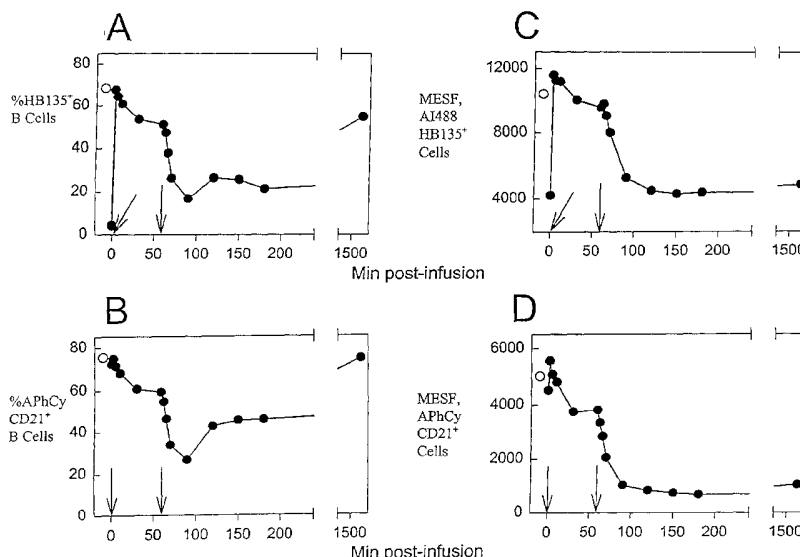 A
80
60
40
20
0
%HB135+
B Cells
0 50 100 150 200 1500
C
12000
8000
4000
MESF,
AI488
HB135+
Cells
0 50 100 150 200
Min post-infusion
B
80
60
40
20
0
%APhCy
CD21+
B Cells
0 50 100 150 200 1500
D
6000
4000
2000
0
MESF,
APhCy
CD21+
Cells
0 50 100 150 200
Min post-infusion